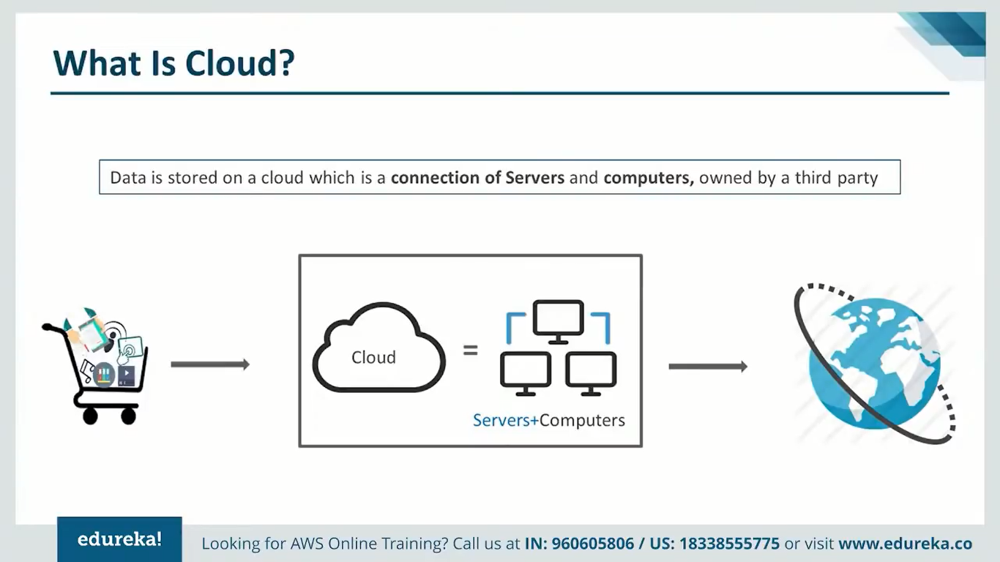 What Is Cloud?
Data is stored on a cloud which is a connection of Servers and computers, owned by a third party
Cloud
=
Servers+Computers
edureka!
Looking for AWS Online Training? Call us at IN: 960605806 / US: 18338555775 or visit www.edureka.co